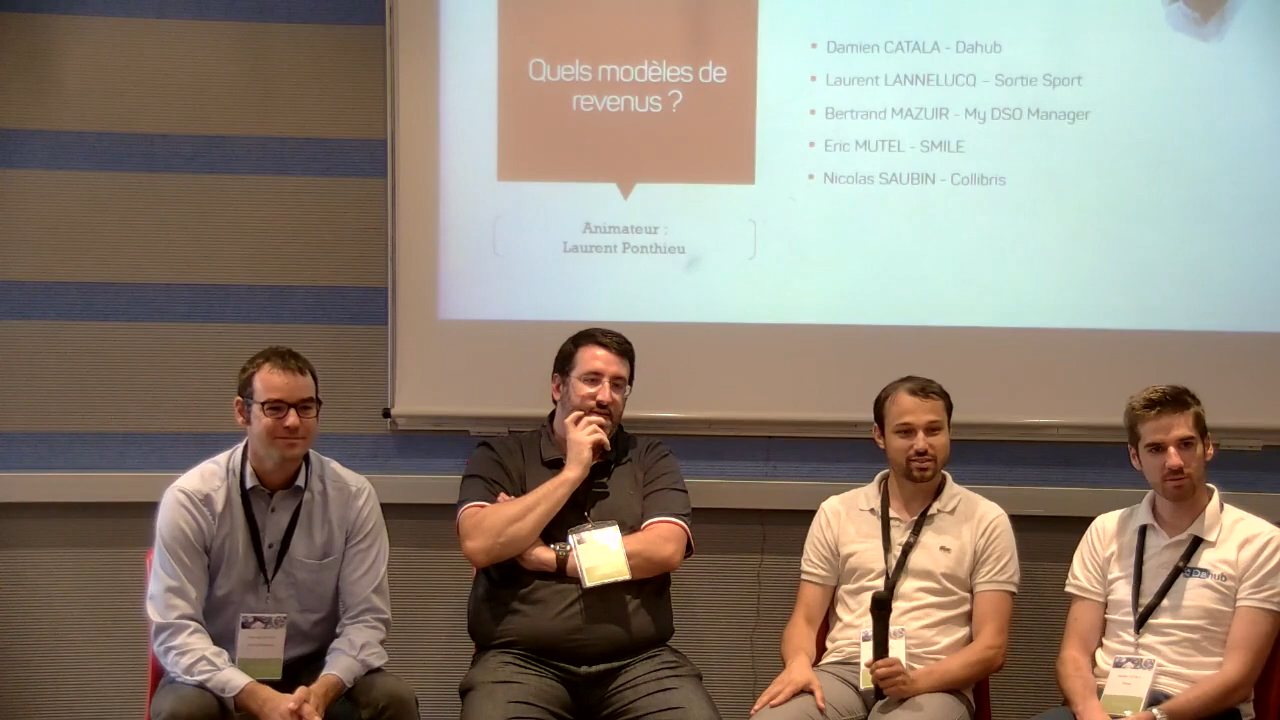 Quels modèles de
revenus ?
Animateur :
Laurent Ponthieu
• Damien CATALA - Dahub
• Laurent LANNELUCQ – Sortie Sport
• Bertrand MAZUIR - My DSO Manager
• Eric MUTEL - SMILE
• Nicolas SAUBIN - Collibris
Dahub